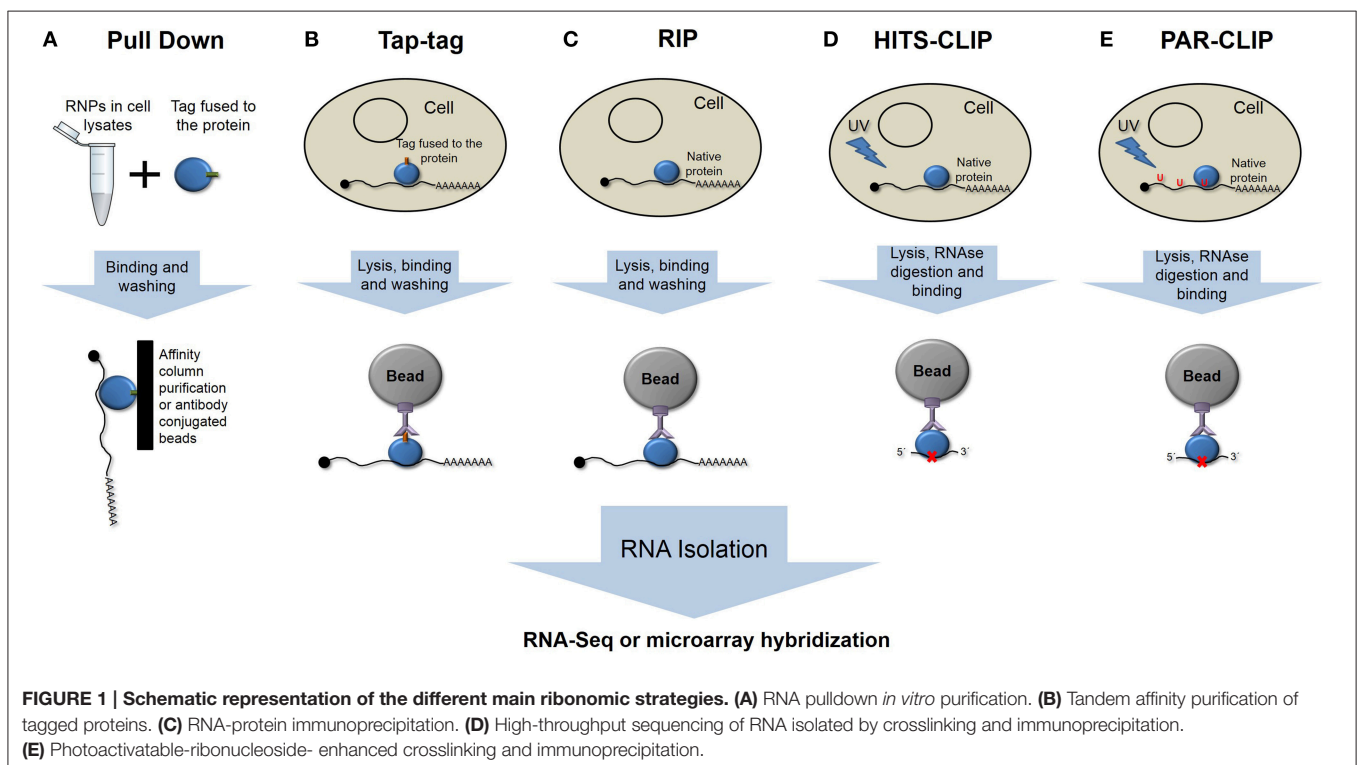 A Pull Down
B Tap-tag
C RIP
D HITS-CLIP
E PAR-CLIP
RNPs in cell
lysates
Tag fused to
the protein
+
Cell
Tag fused to the
protein
AAAAAAA
Cell
Native
protein
AAAAAAA
Cell
UV
Native
protein
AAAAAAA
Cell
UV
Native
protein
U U U
AAAAAAA
Binding and
washing
Lysis, binding
and washing
Lysis, binding
and washing
Lysis, RNAse
digestion and
binding
Lysis, RNAse
digestion and
binding
Affinity
column
purification
or antibody
conjugated
beads
AAAAAAA
Bead
AAAAAAA
Bead
AAAAAAA
Bead
5´ 3´
Bead
5´ 3´
RNA Isolation
RNA-Seq or microarray hybridization
FIGURE 1 | Schematic representation of the different main ribonomic strategies. (A) RNA pulldown in vitro purification. (B) Tandem affinity purification of
tagged proteins. (C) RNA-protein immunoprecipitation. (D) High-throughput sequencing of RNA isolated by crosslinking and immunoprecipitation.
(E) Photoactivatable-ribonucleoside- enhanced crosslinking and immunoprecipitation.